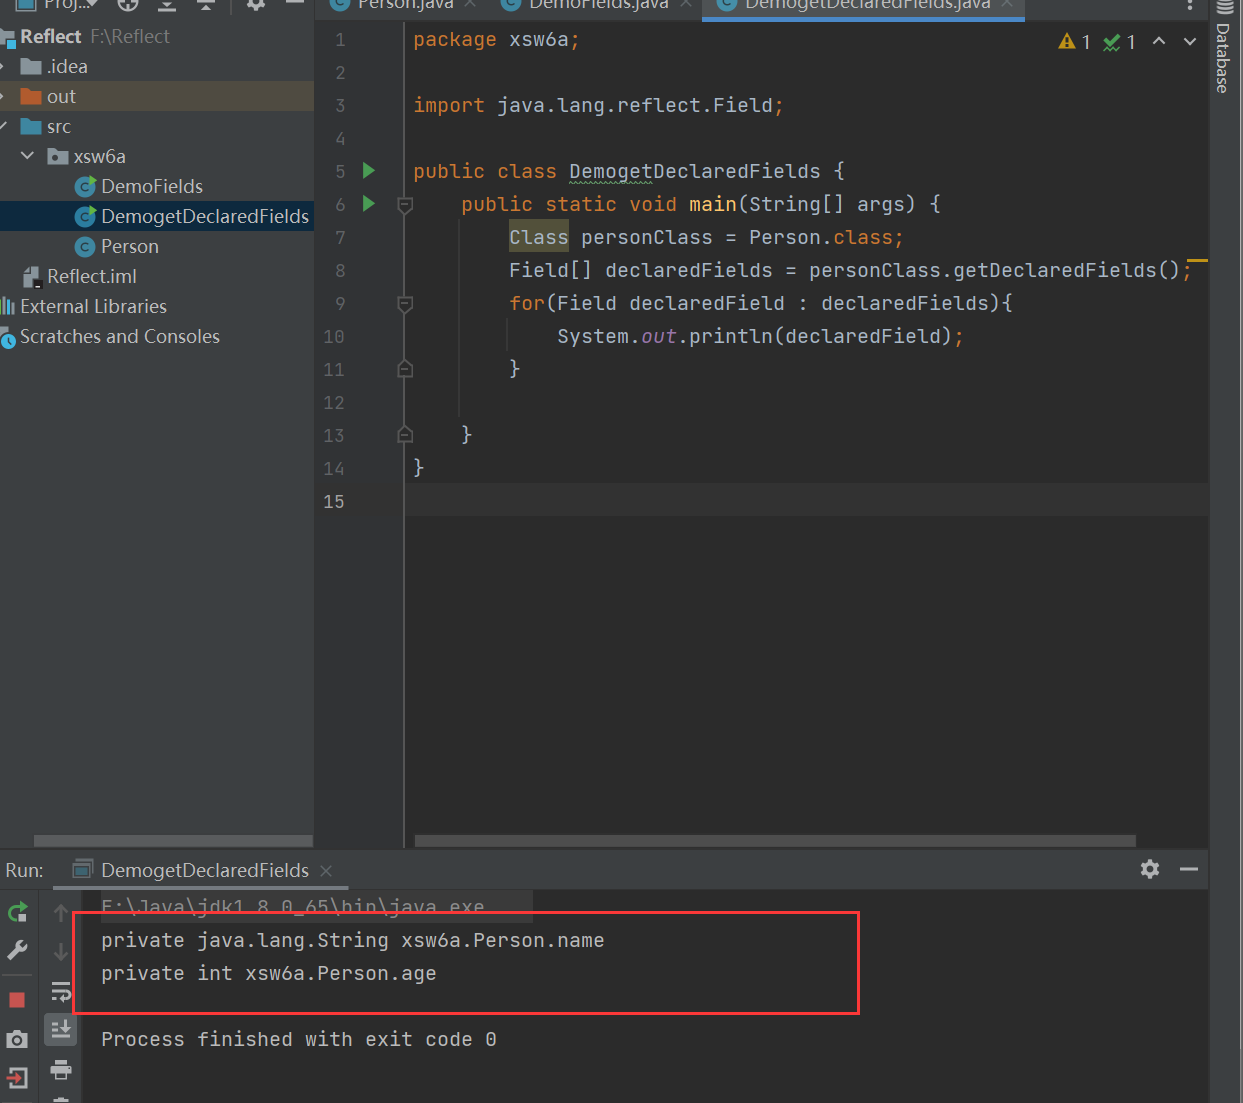 Proj...
Person.java
DemoFields.java
DemogetDeclaredFields.java
Reflect F:\Reflect
.idea
out
src
xsw6a
DemoFields
DemogetDeclaredFields
Person
Reflect.iml
External Libraries
Scratches and Consoles
1 package xsw6a;
2
3 import java.lang.reflect.Field;
4
5 public class DemogetDeclaredFields {
6 public static void main(String[] args) {
7 Class personClass = Person.class;
8 Field[] declaredFields = personClass.getDeclaredFields();
9 for(Field declaredField : declaredFields){
10 System.out.println(declaredField);
11 }
12
13 }
14 }
15
1 1
Database
Run: DemogetDeclaredFields
F:\Java\jdk1.8.0_65\bin\java.exe
private java.lang.String xsw6a.Person.name
private int xsw6a.Person.age
Process finished with exit code 0